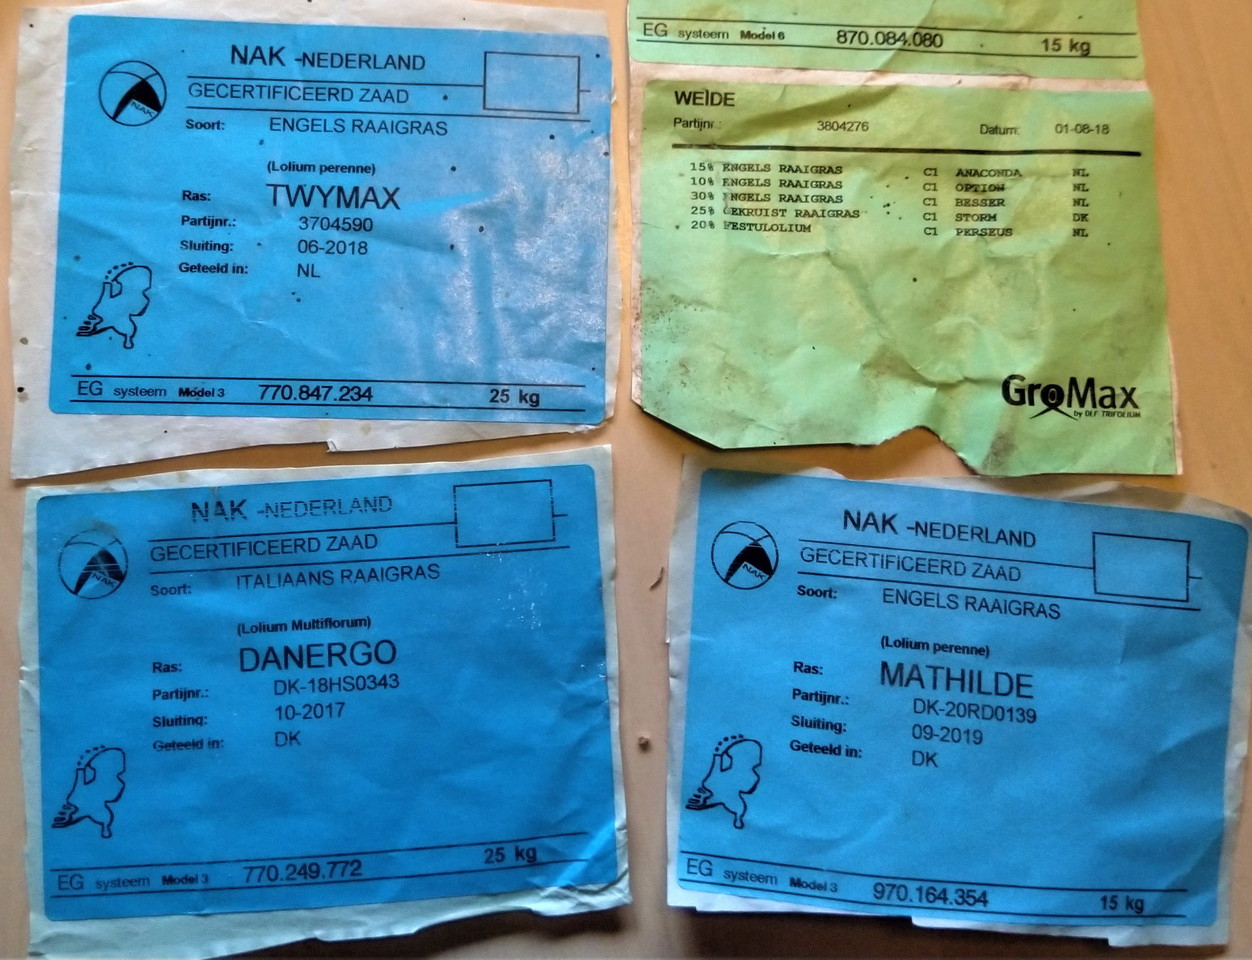 NAK -NEDERLAND
NAK
GECERTIFICEERD ZAAD
Soort: ENGELS RAAIGRAS
(Lolium perenne)
Ras: TWYMAX
Partijnr.: 3704590
Sluiting: 06-2018
Geteeld in: NL
EG systeem Model 3 770.847.234 25 kg
EG systeem Model 6 870.084.080 15 kg
WEIDE
Partijnr.: 3804276 Datum: 01-08-18
15% ENGELS RAAIGRAS C1 ANACONDA NL
10% ENGELS RAAIGRAS C1 OPTION NL
30% ENGELS RAAIGRAS C1 BESSER NL
25% GEKRUIST RAAIGRAS C1 STORM DK
20% FESTULOLIUM C1 PERSEUS NL
GroMax
by DLF TRIFOLIUM
NAK -NEDERLAND
NAK
GECERTIFICEERD ZAAD
Soort: ITALIAANS RAAIGRAS
(Lolium Multiflorum)
Ras: DANERGO
Partijnr.: DK-18HS0343
Sluiting: 10-2017
Geteeld in: DK
EG systeem Model 3 770.249.772 25 kg
NAK -NEDERLAND
NAK
GECERTIFICEERD ZAAD
Soort: ENGELS RAAIGRAS
(Lolium perenne)
Ras: MATHILDE
Partijnr.: DK-20RD0139
Sluiting: 09-2019
Geteeld in: DK
EG systeem Model 3 970.164.354 15 kg